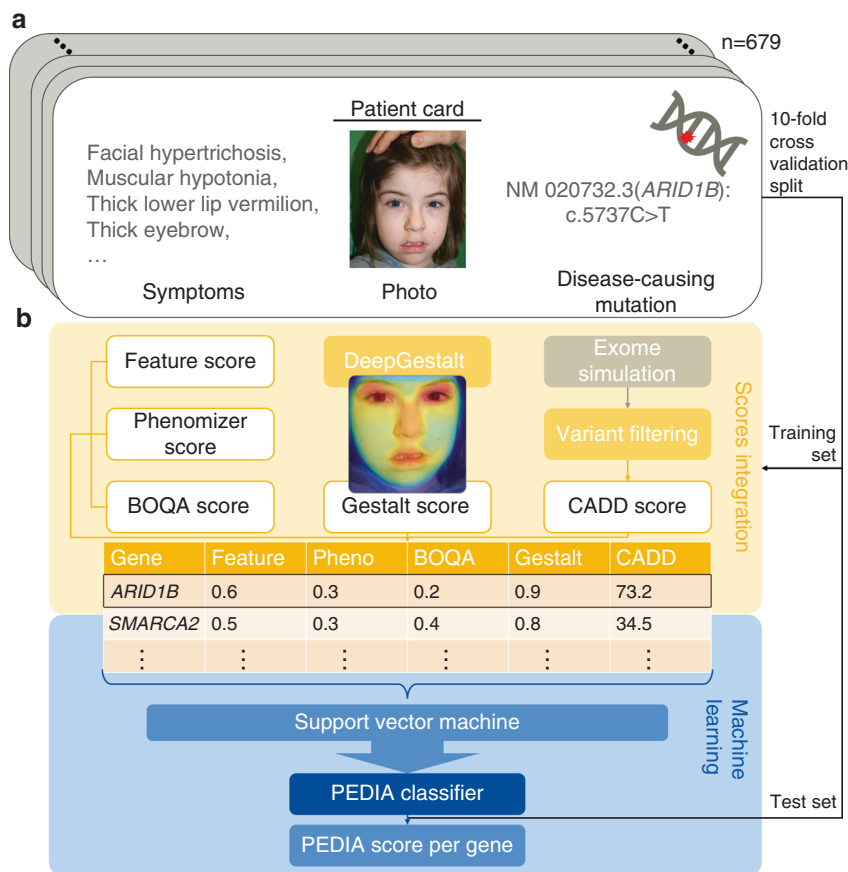 a
n=679
Patient card
Facial hypertrichosis,
Muscular hypotonia,
Thick lower lip vermilion,
Thick eyebrow,
…
Symptoms
Photo
NM 020732.3(ARID1B):
c.5737C>T
Disease-causing
mutation
10-fold
cross
validation
split
b
Feature score
Phenomizer
score
BOQA score
DeepGestalt
Gestalt score
Exome
simulation
Variant filtering
CADD score
Scores integration
Training
set
Gene Feature Pheno BOQA Gestalt CADD
ARID1B 0.6 0.3 0.2 0.9 73.2
SMARCA2 0.5 0.3 0.4 0.8 34.5
⋮ ⋮ ⋮ ⋮ ⋮ ⋮
Support vector machine
Machine
learning
PEDIA classifier
Test set
PEDIA score per gene